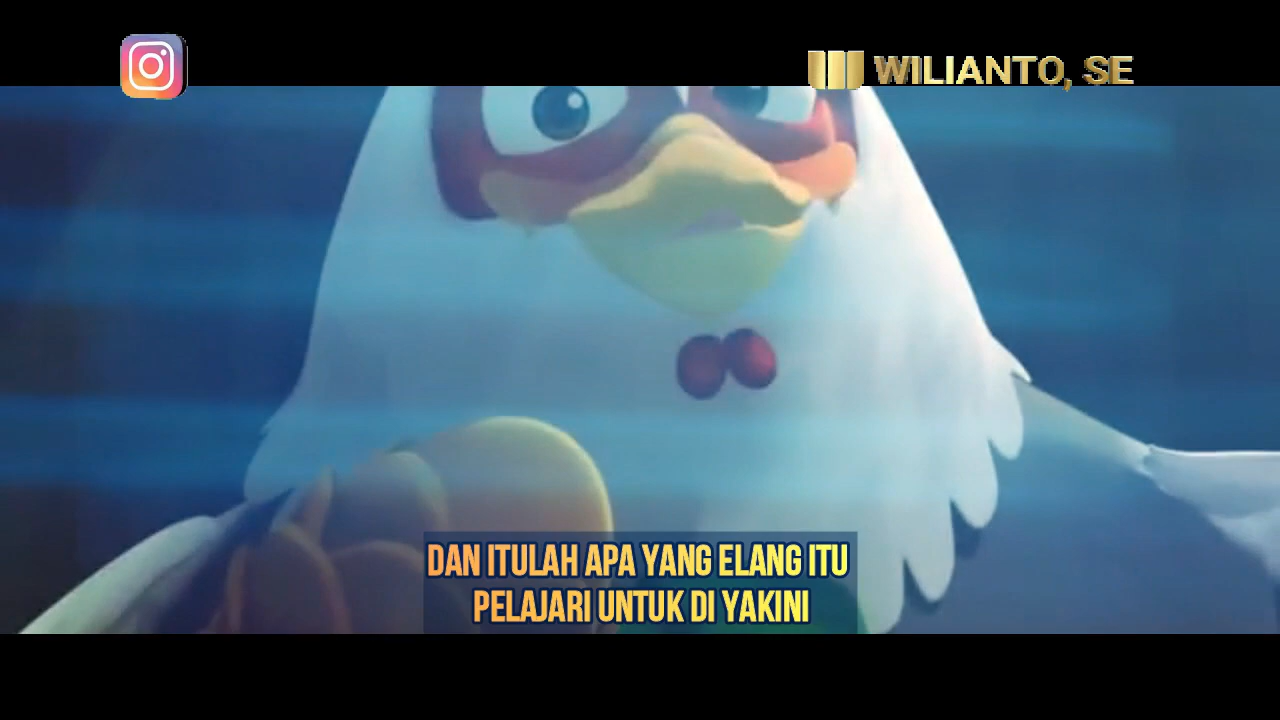 WILIANTO, SE
DAN ITULAH APA YANG ELANG ITU
PELAJARI UNTUK DI YAKINI